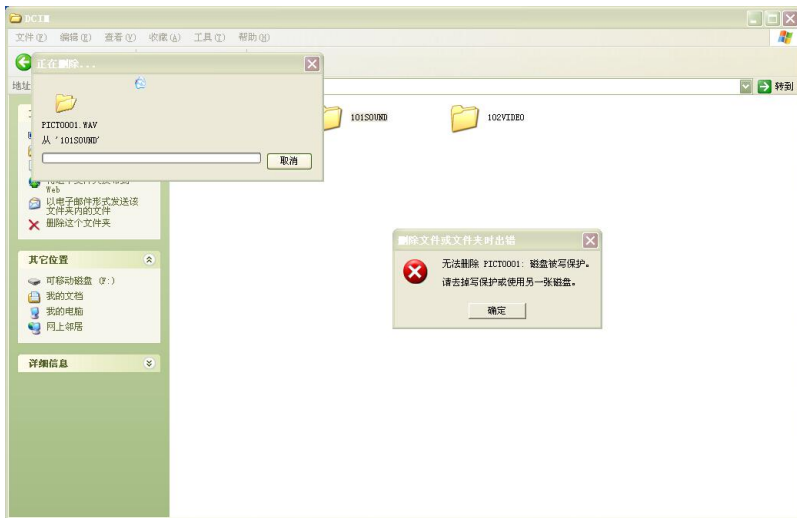 DCIM
文件(F) 编辑(E) 查看(V) 收藏(A) 工具(T) 帮助(H)
正在删除...
地址
转到
PICT0001.WAV
从 '101SOUND'
取消
101SOUND
102VIDEO
Web
以电子邮件形式发送该
文件夹内的文件
删除这个文件夹
其它位置
可移动磁盘 (F:)
我的文档
我的电脑
网上邻居
详细信息
删除文件或文件夹时出错
无法删除 PICT0001: 磁盘被写保护。
请去掉写保护或使用另一张磁盘。
确定